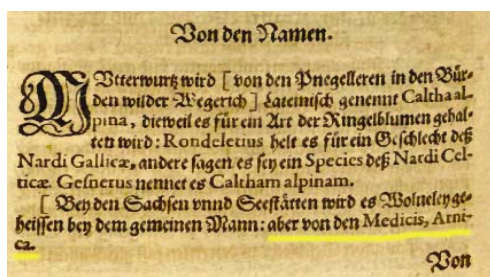 Von den Namen.
MUtterwurtz wird [ von den Pnegelleren in den Bür-
den wilder Wegerich ] Lateinisch genennt Caltha al-
pina, dieweil es für ein Art der Ringelblumen gehal-
ten wird: Rondeletius helt es für ein Geschlecht deß
Nardi Gallicæ, andere sagen es sey ein Species deß Nardi Cel-
ticæ. Gesnerus nennet es Caltham alpinam.
[ Bey den Sachsen vnnd Seestätten wird es Wolneley ge-
heissen bey dem gemeinen Mann: aber von den Medicis, Arni-
ca.
Von